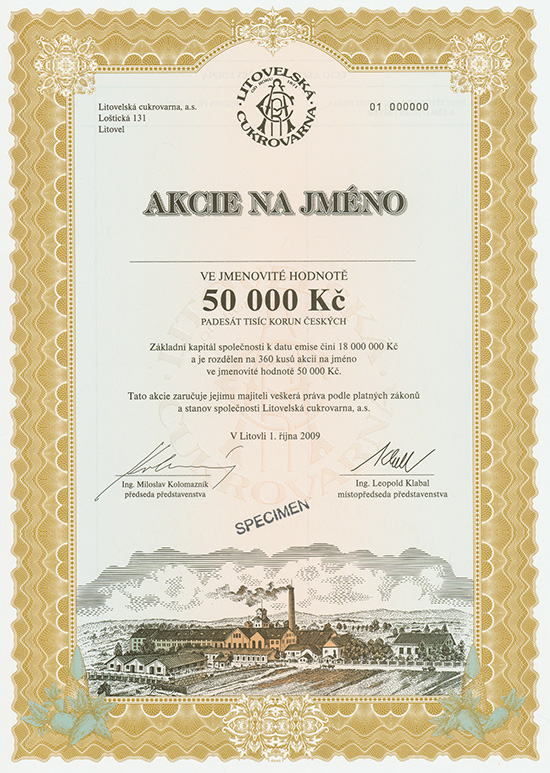 LITOVELSKÁ
CUKROVARNA
Litovelská cukrovarna, a.s.
Loštická 131
Litovel
01 000000
AKCIE NA JMÉNO
VE JMENOVITÉ HODNOTĚ
50 000 Kč
PADESÁT TISÍC KORUN ČESKÝCH
Základní kapitál společnosti k datu emise činí 18 000 000 Kč
a je rozdělen na 360 kusů akcií na jméno
ve jmenovité hodnotě 50 000 Kč.
Tato akcie zaručuje jejímu majiteli veškerá práva podle platných zákonů
a stanov společnosti Litovelská cukrovarna, a.s.
V Litovli 1. října 2009
Ing. Miloslav Kolomazník
předseda představenstva
Ing. Leopold Klabal
místopředseda představenstva
SPECIMEN